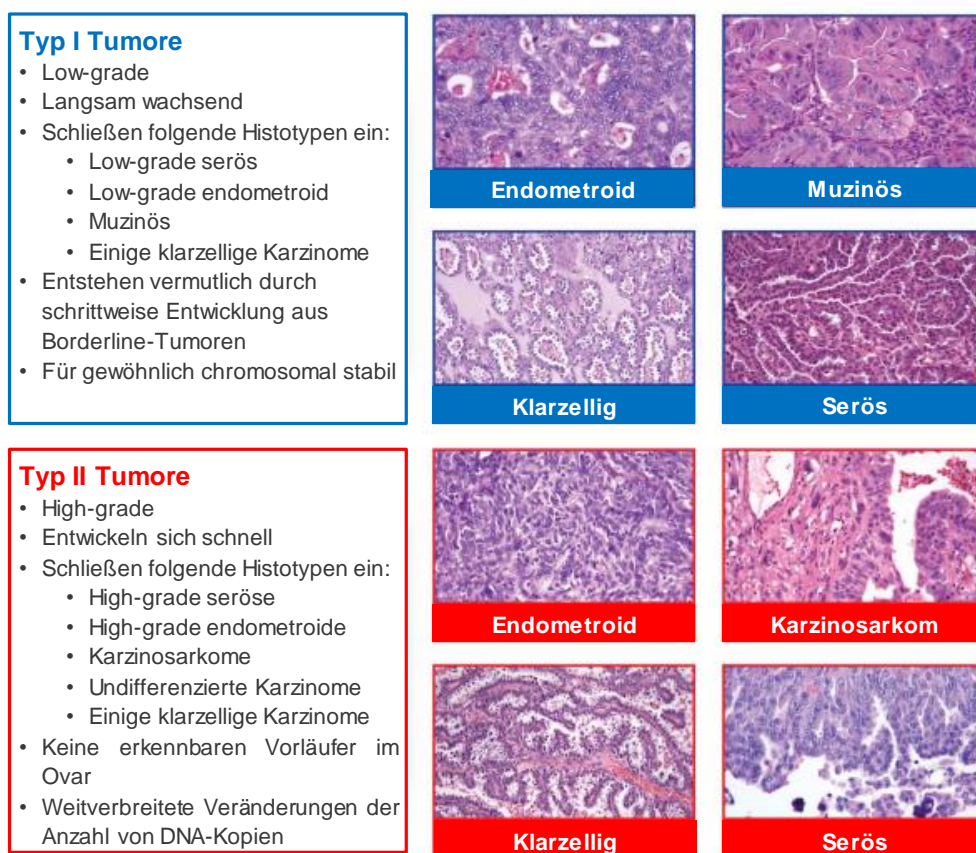 Typ I Tumore
• Low-grade
• Langsam wachsend
• Schließen folgende Histotypen ein:
• Low-grade serös
• Low-grade endometroid
• Muzinös
• Einige klarzellige Karzinome
• Entstehen vermutlich durch
schrittweise Entwicklung aus
Borderline-Tumoren
• Für gewöhnlich chromosomal stabil
Endometroid
Muzinös
Klarzellig
Serös
Typ II Tumore
• High-grade
• Entwickeln sich schnell
• Schließen folgende Histotypen ein:
• High-grade seröse
• High-grade endometroide
• Karzinosarkome
• Undifferenzierte Karzinome
• Einige klarzellige Karzinome
• Keine erkennbaren Vorläufer im
Ovar
• Weitverbreitete Veränderungen der
Anzahl von DNA-Kopien
Endometroid
Karzinosarkom
Klarzellig
Serös